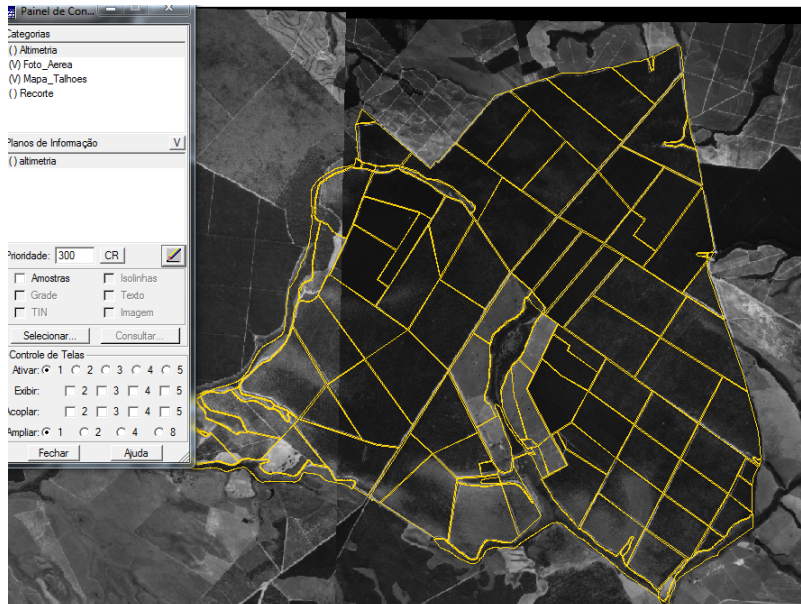 Painel de Con...
Categorias
() Altimetria
(V) Foto_Aerea
(V) Mapa_Talhoes
() Recorte
Planos de Informação V
() altimetria
Prioridade: 300 CR
Amostras Isolinhas
Grade Texto
TIN Imagem
Selecionar... Consultar...
Controle de Telas
Ativar: 1 2 3 4 5
Exibir: 2 3 4 5
Acoplar: 2 3 4 5
Ampliar: 1 2 4 8
Fechar Ajuda